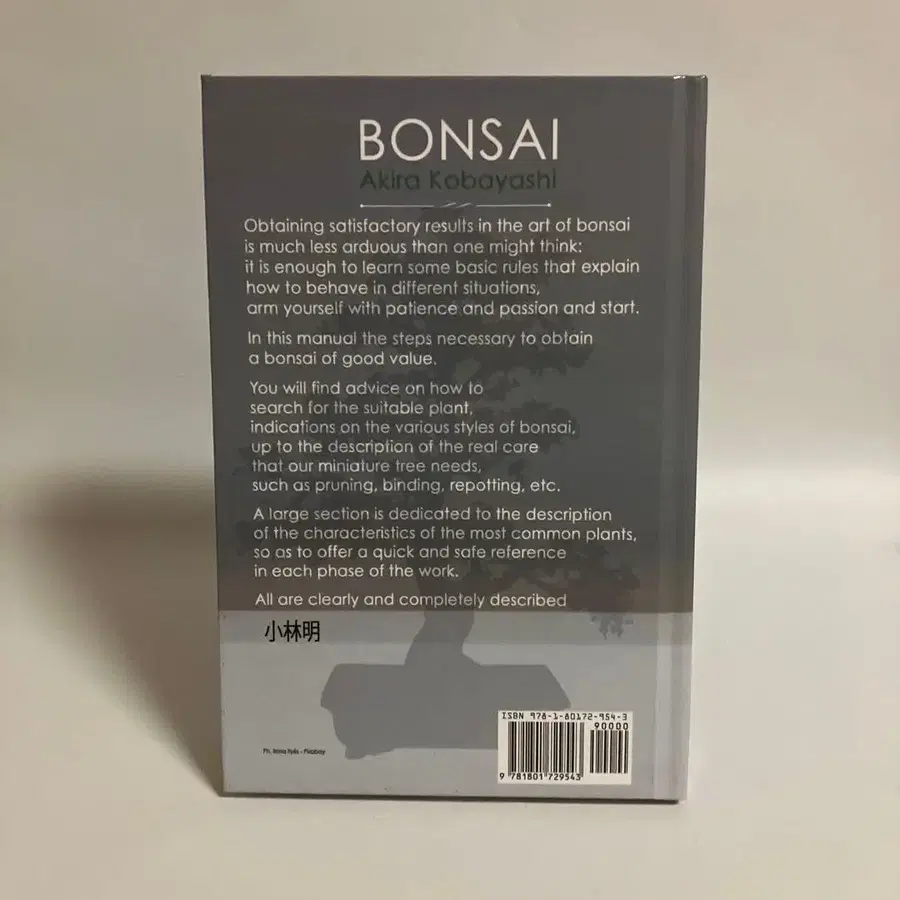 BONSAI
Akira Kobayashi
Obtaining satisfactory results in the art of bonsai
is much less arduous than one might think:
it is enough to learn some basic rules that explain
how to behave in different situations,
arm yourself with patience and passion and start.
In this manual the steps necessary to obtain
a bonsai of good value.
You will find advice on how to
search for the suitable plant,
indications on the various styles of bonsai,
up to the description of the real care
that our miniature tree needs,
such as pruning, binding, repotting, etc.
A large section is dedicated to the description
of the characteristics of the most common plants,
so as to offer a quick and safe reference
in each phase of the work.
All are clearly and completely described
小林明
ISBN 978-1-80172-954-3
90000
9 781801 729543
Ph. - Pixabay